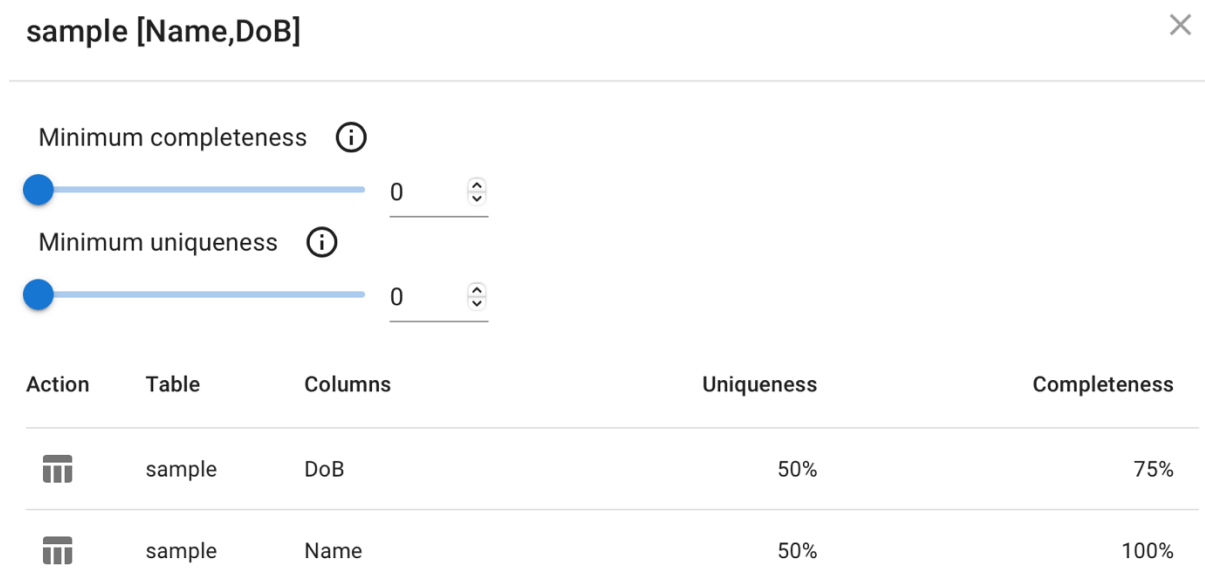 sample [Name,DoB]
Minimum completeness
0
Minimum uniqueness
0
Action Table Columns Uniqueness Completeness
sample DoB 50% 75%
sample Name 50% 100%